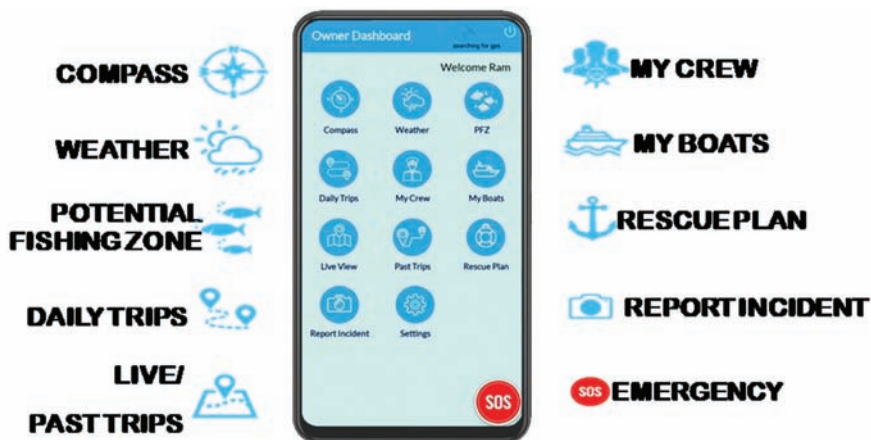 COMPASS
WEATHER
POTENTIAL
FISHING ZONE
DAILY TRIPS
LIVE/
PAST TRIPS
Owner Dashboard
searching for gps
Welcome Ram
Compass Weather PFZ
Daily Trips My Crew My Boats
Live View Past Trips Rescue Plan
Report Incident Settings
SOS
MY CREW
MY BOATS
RESCUE PLAN
REPORT INCIDENT
SOS EMERGENCY